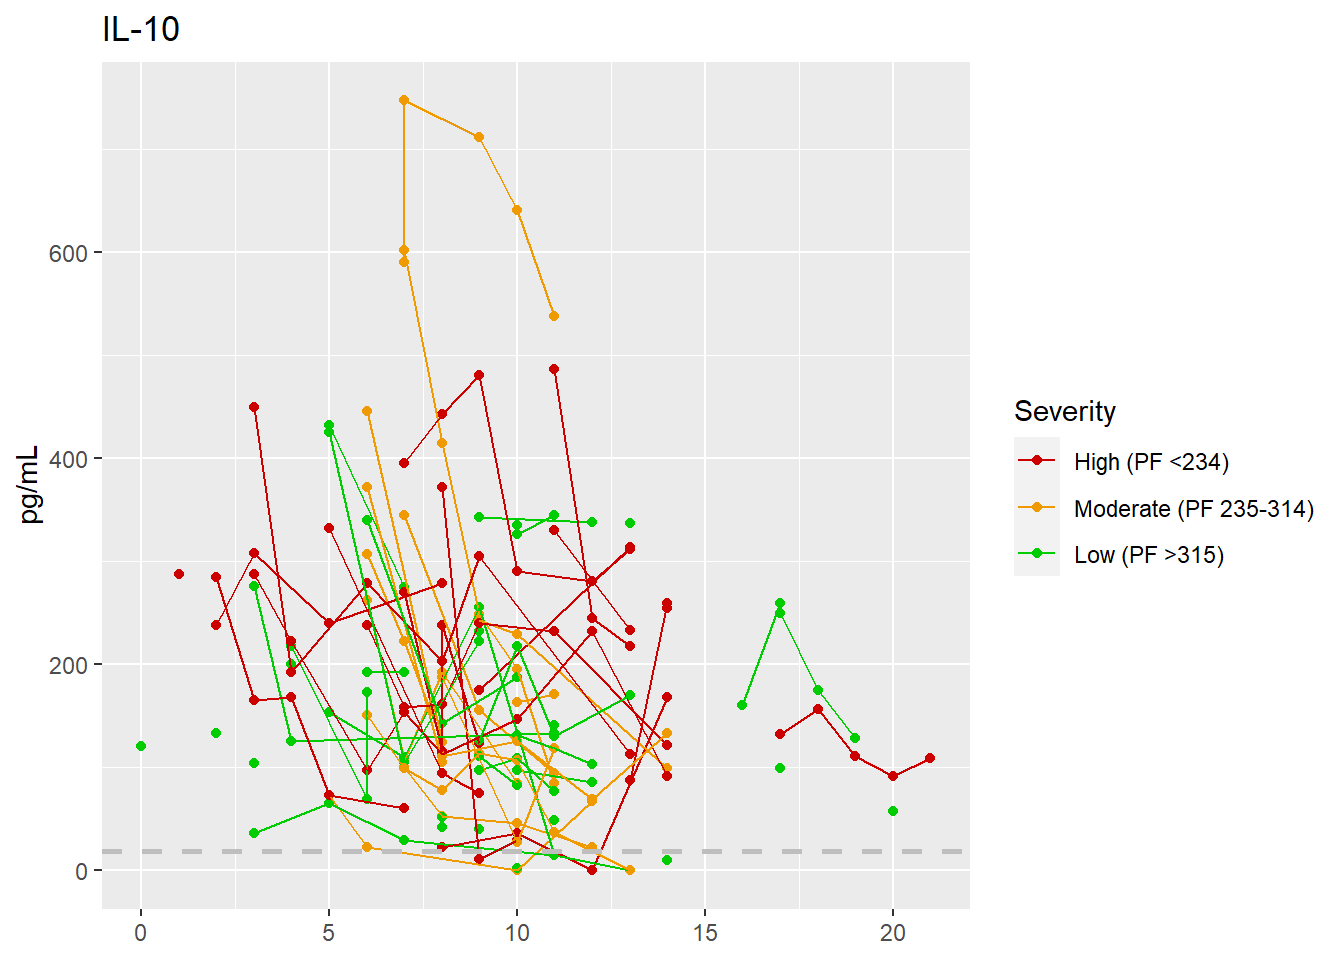 IL-10
600
400
200
0
pg/mL
0 5 10 15 20
Severity
High (PF <234)
Moderate (PF 235-314)
Low (PF >315)